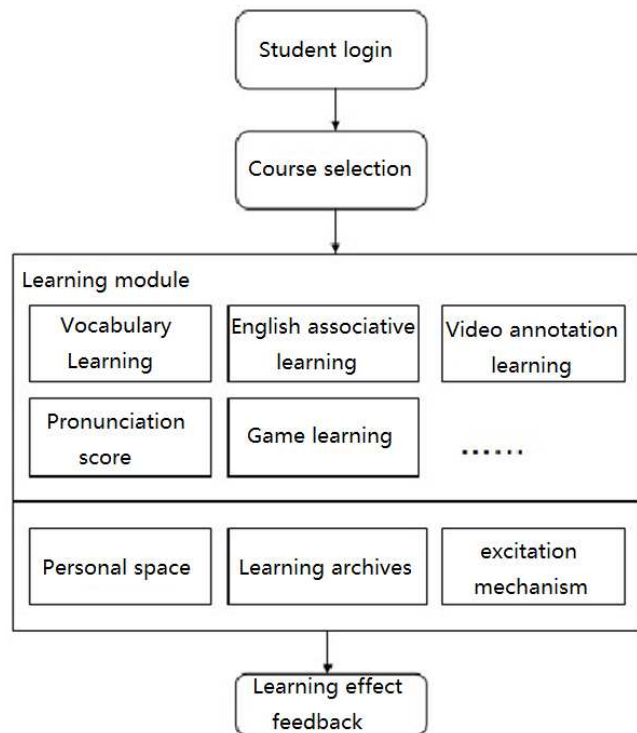 Student login
Course selection
Learning module
Vocabulary
Learning
English associative
learning
Video annotation
learning
Pronunciation
score
Game learning
......
Personal space
Learning archives
excitation
mechanism
Learning effect
feedback